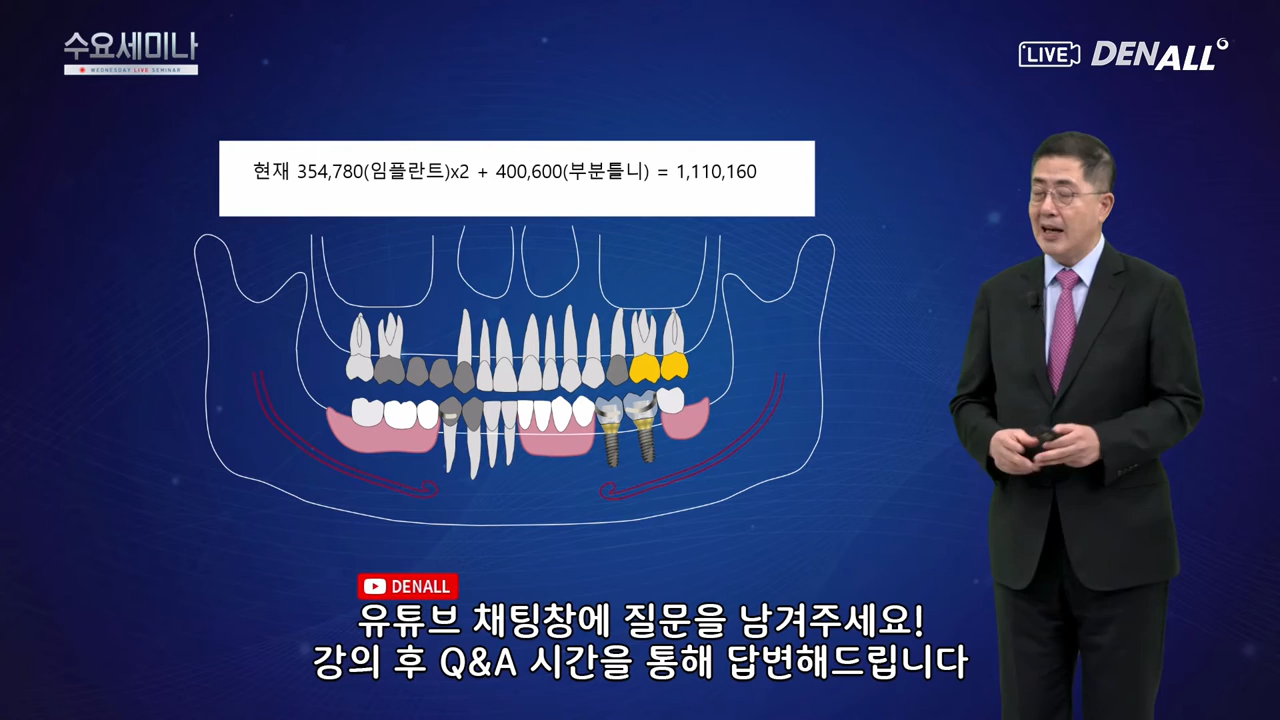 수요세미나
WEDNESDAY LIVE SEMINAR
LIVE DENALL
현재 354,780(임플란트)x2 + 400,600(부분틀니) = 1,110,160
DENALL
유튜브 채팅창에 질문을 남겨주세요!
강의 후 Q&A 시간을 통해 답변해드립니다